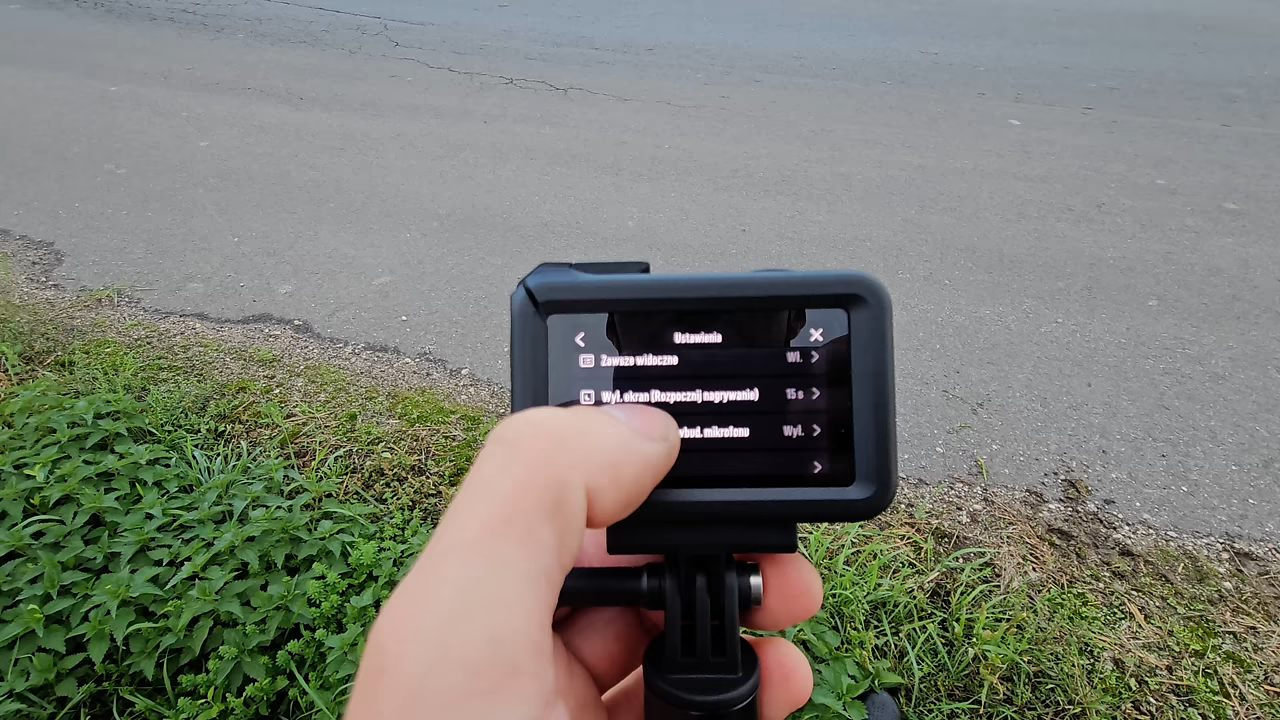 Ustawienia
Zawsze widoczne Wł.
Wył. ekran (Rozpocznij nagrywanie) 15 s
mikrofonu Wył.